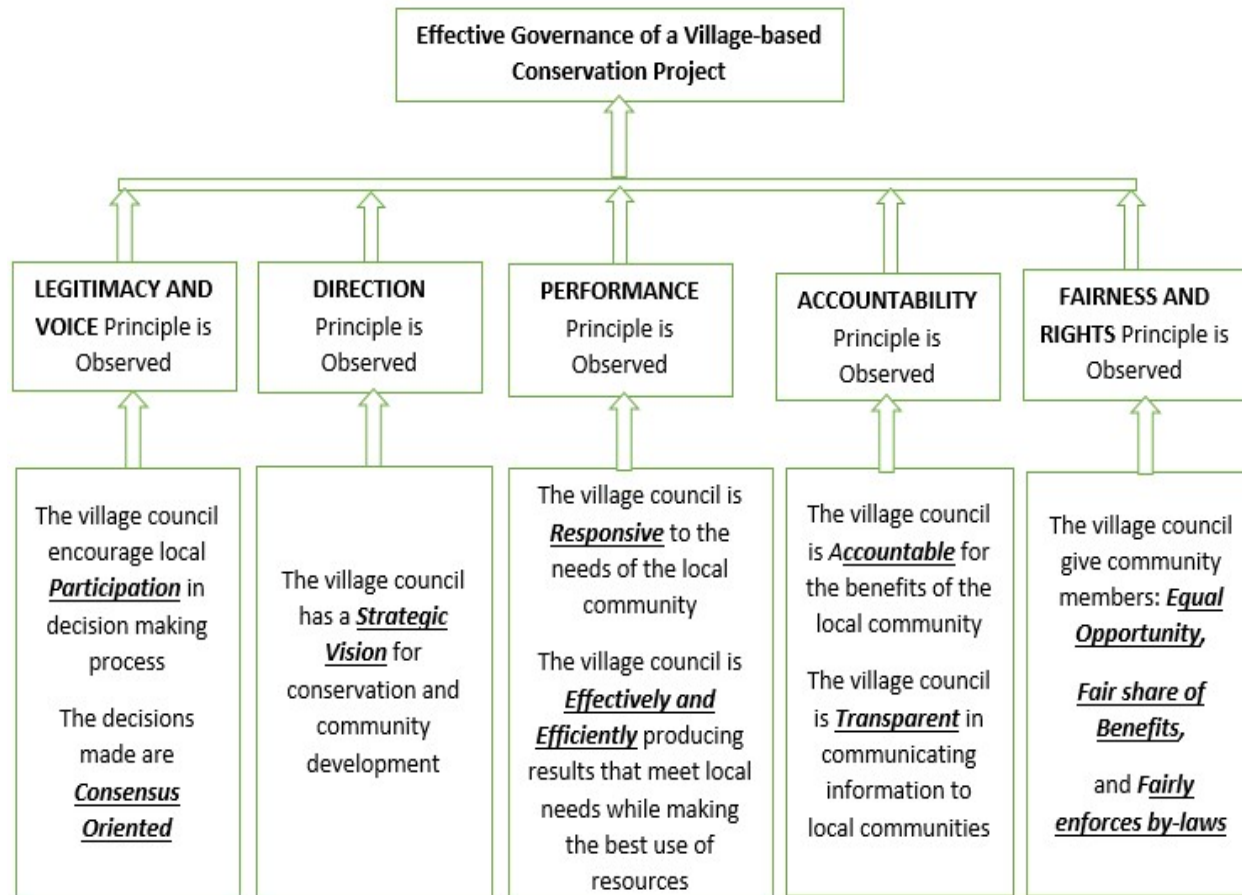 Effective Governance of a Village-based
Conservation Project
LEGITIMACY AND
VOICE Principle is
Observed
DIRECTION
Principle is
Observed
PERFORMANCE
Principle is
Observed
ACCOUNTABILITY
Principle is
Observed
FAIRNESS AND
RIGHTS Principle is
Observed
The village council
encourage local
Participation in
decision making
process
The decisions
made are
Consensus
Oriented
The village council
has a Strategic
Vision for
conservation and
community
development
The village council is
Responsive to the
needs of the local
community
The village council is
Effectively and
Efficiently producing
results that meet local
needs while making
the best use of
resources
The village council
is Accountable for
the benefits of the
local community
The village council
is Transparent in
communicating
information to
local communities
The village council
give community
members: Equal
Opportunity,
Fair share of
Benefits,
and Fairly
enforces by-laws